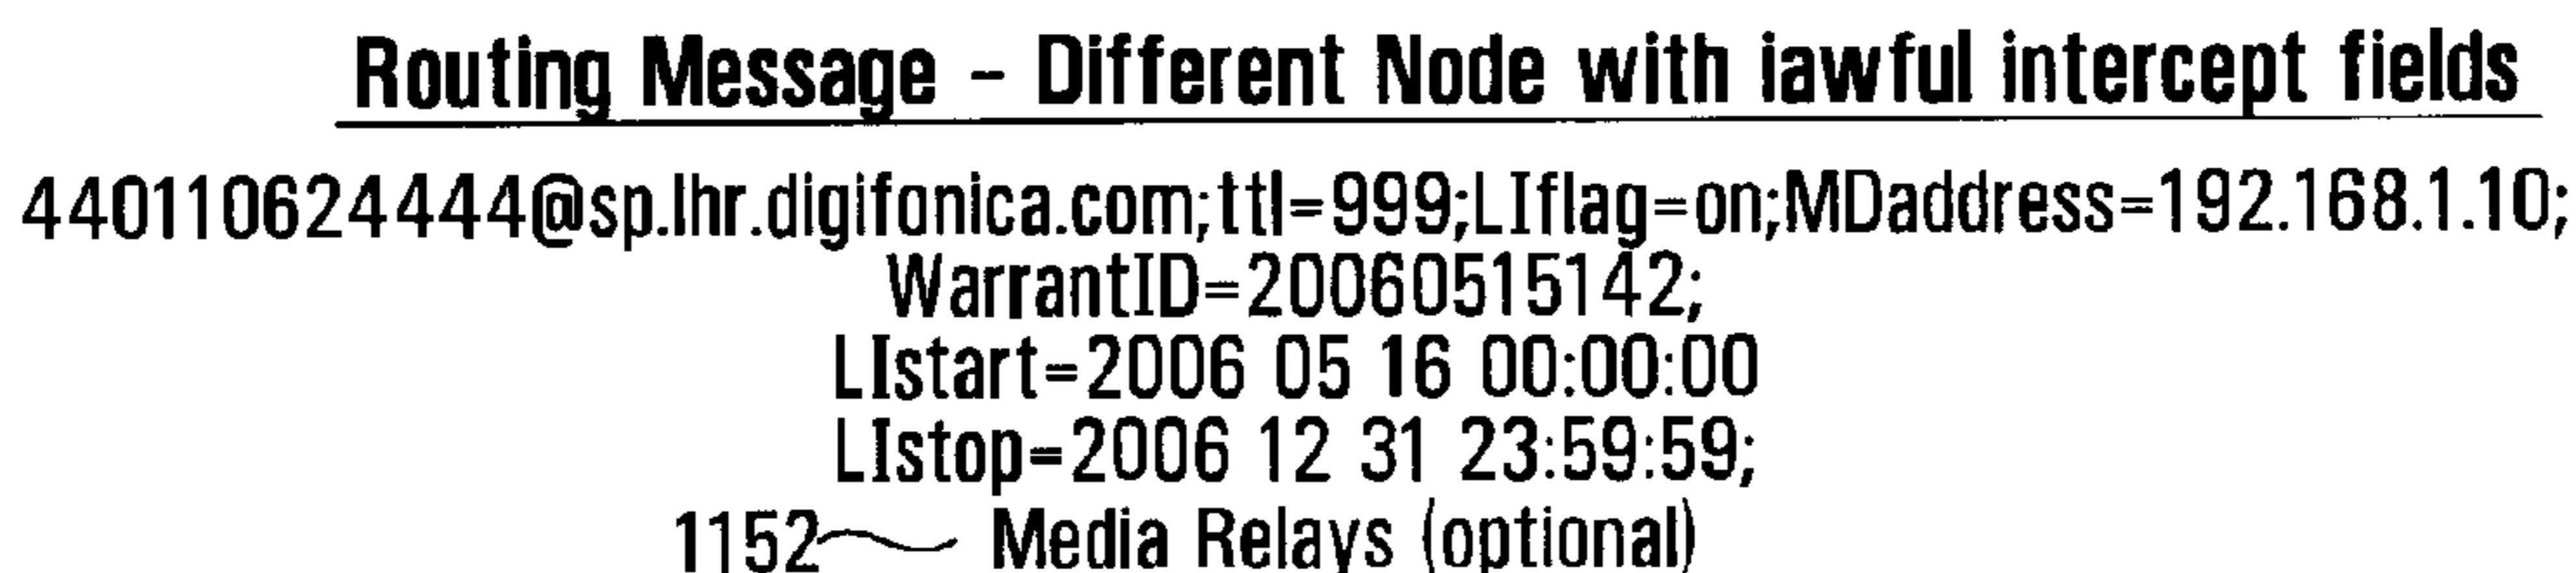 Routing Message - Different Node with iawful intercept fields
440110624444@sp.lhr.digifonica.com;ttl=999;LIflag=on;MDaddress=192.168.1.10;
WarrantID=20060515142;
LIstart=2006 05 16 00:00:00
LIstop=2006 12 31 23:59:59;
1152 Media Relays (optional)